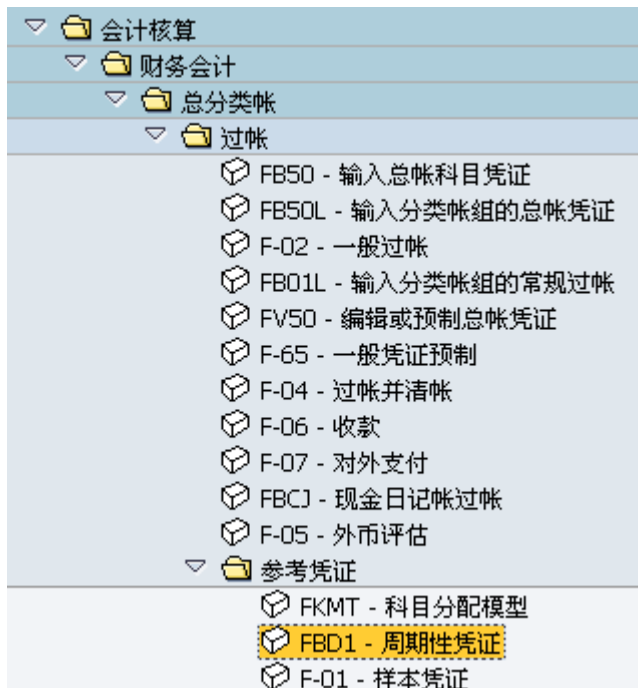 会计核算
财务会计
总分类帐
过帐
FB50 - 输入总帐科目凭证
FB50L - 输入分类帐组的总帐凭证
F-02 - 一般过帐
FB01L - 输入分类帐组的常规过帐
FV50 - 编辑或预制总帐凭证
F-65 - 一般凭证预制
F-04 - 过帐并清帐
F-06 - 收款
F-07 - 对外支付
FBCJ - 现金日记帐过帐
F-05 - 外币评估
参考凭证
FKMT - 科目分配模型
FBD1 - 周期性凭证
F-01 - 样本凭证